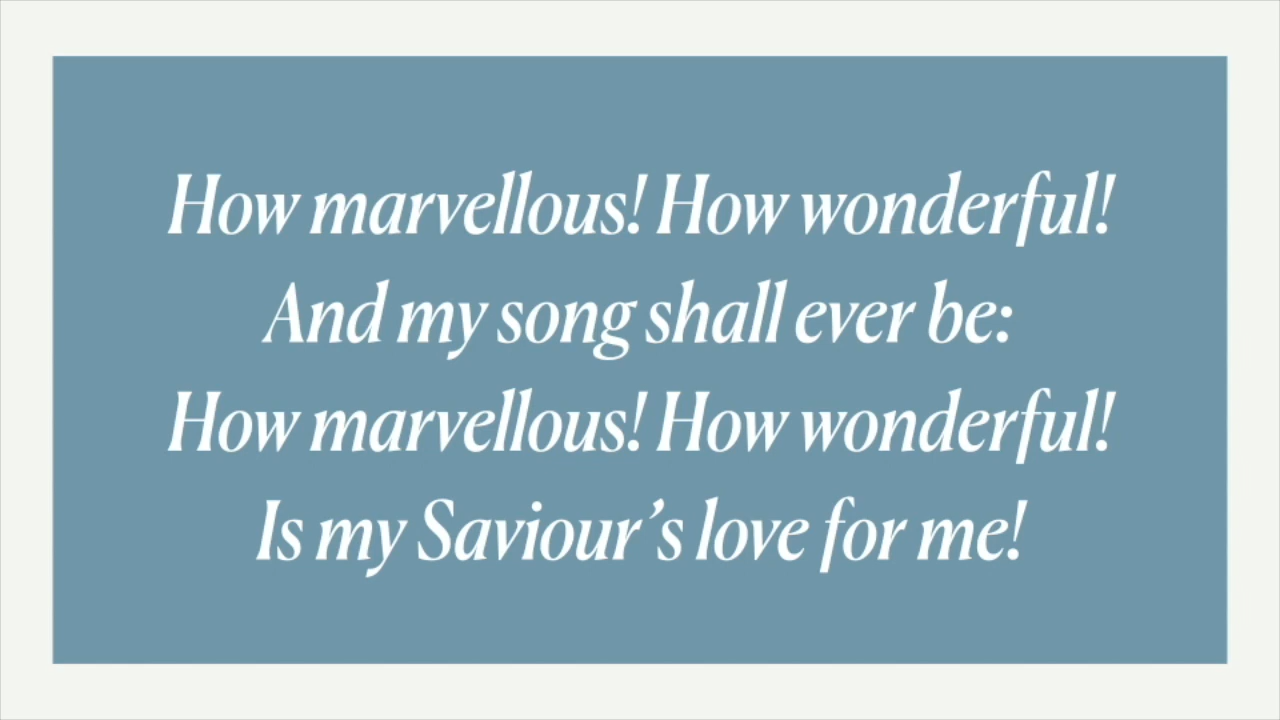 How marvellous! How wonderful!
And my song shall ever be:
How marvellous! How wonderful!
Is my Saviour’s love for me!